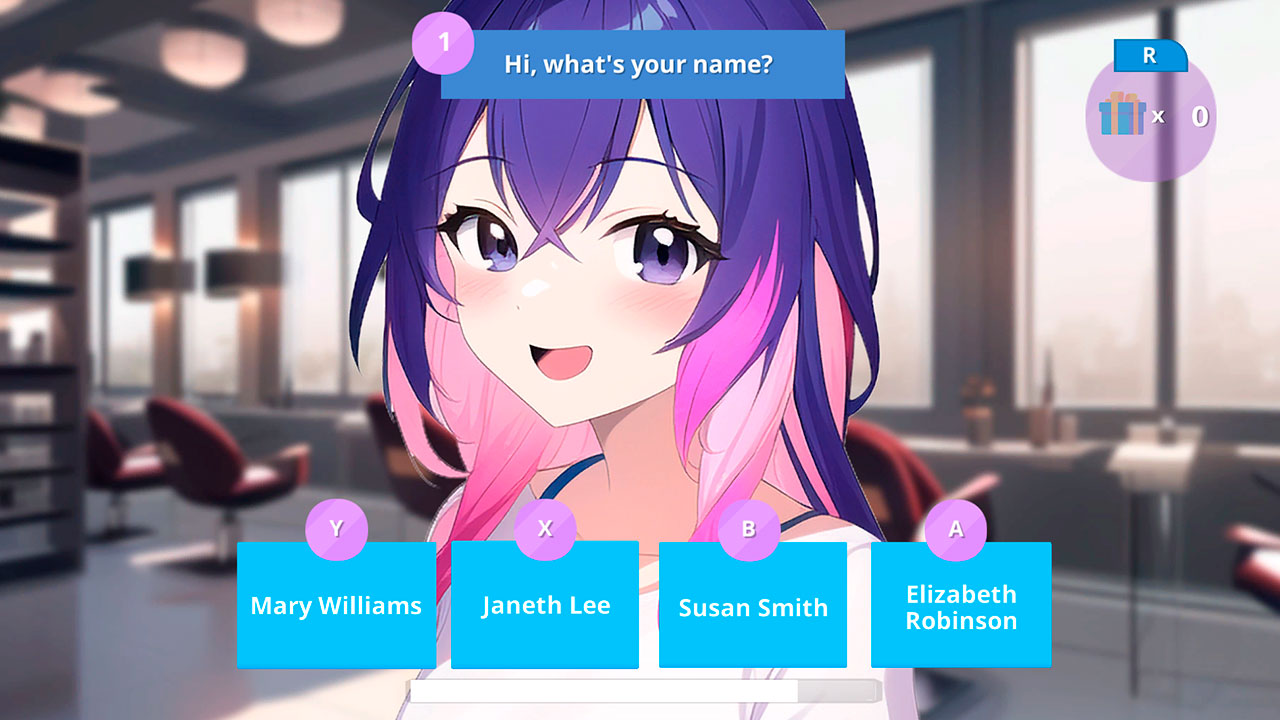 1
Hi, what's your name?
R
x 0
Y
X
B
A
Mary Williams
Janeth Lee
Susan Smith
Elizabeth
Robinson